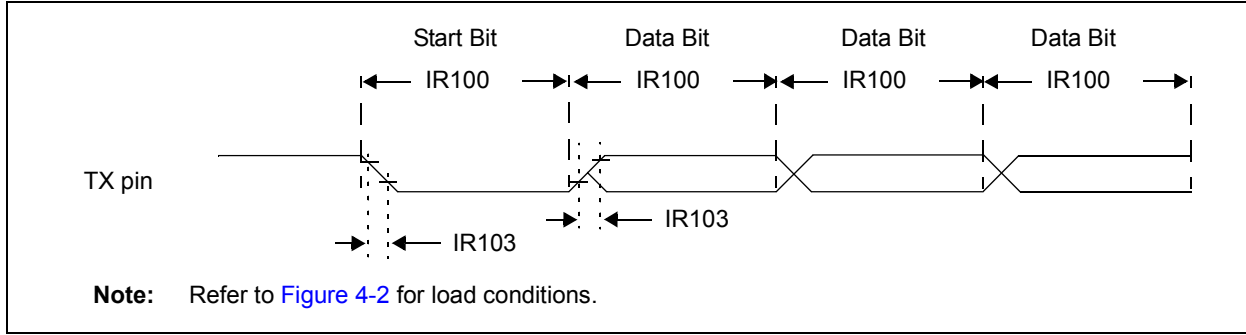 Start Bit Data Bit Data Bit Data Bit
IR100 IR100 IR100 IR100
TX pin
IR103
IR103
Note: Refer to Figure 4-2 for load conditions.